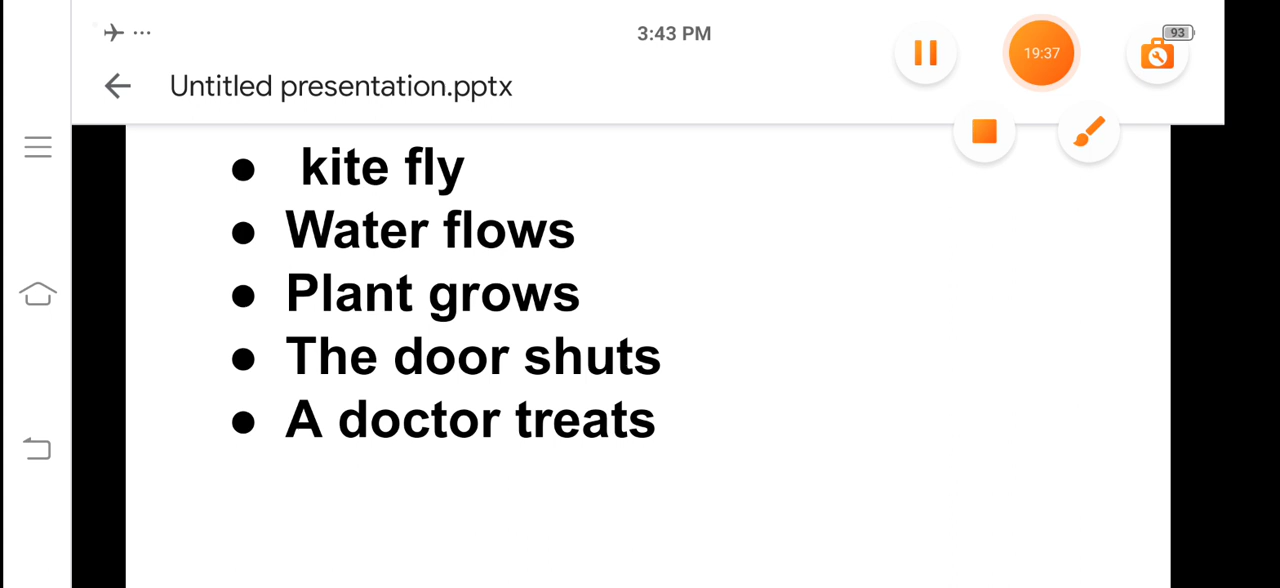 3:43 PM
93
19:37
Untitled presentation.pptx
● kite fly
● Water flows
● Plant grows
● The door shuts
● A doctor treats